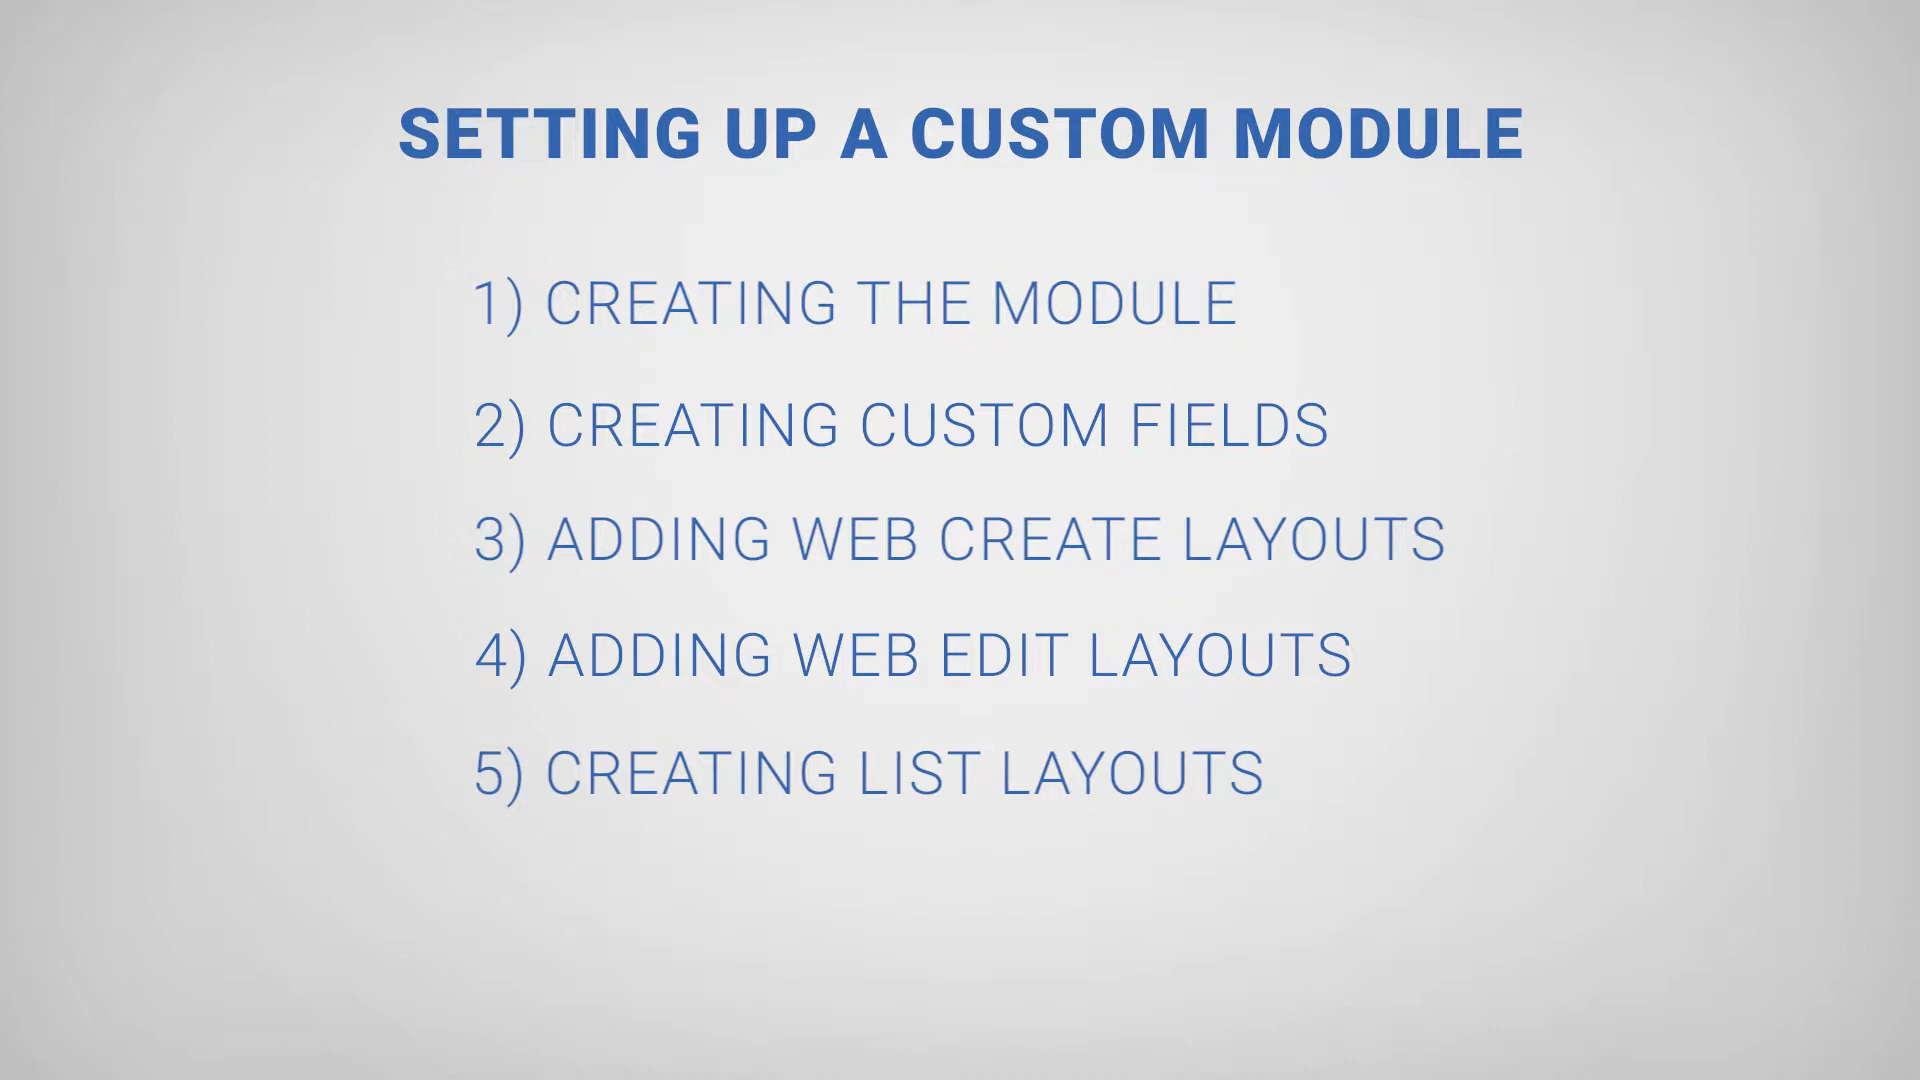 SETTING UP A CUSTOM MODULE
1) CREATING THE MODULE
2) CREATING CUSTOM FIELDS
3) ADDING WEB CREATE LAYOUTS
4) ADDING WEB EDIT LAYOUTS
5) CREATING LIST LAYOUTS